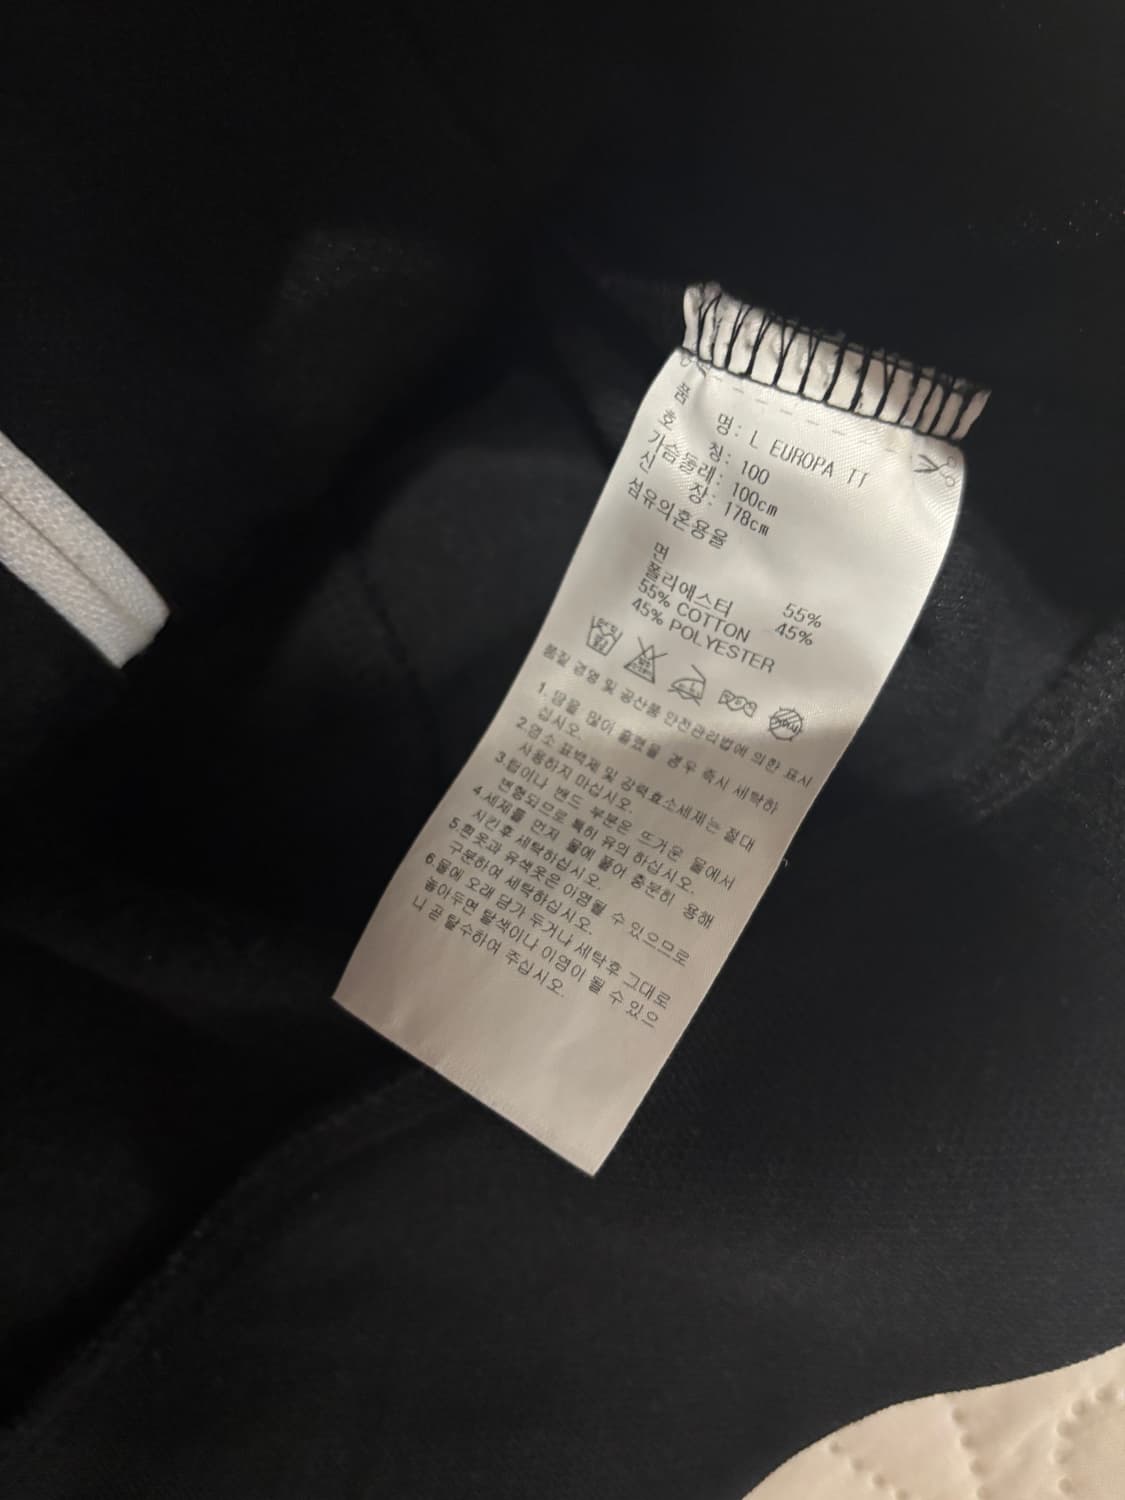 품 명: L EUROPA TT
호 칭: 100
가슴둘레: 100cm
신 장: 178cm
섬유의혼용율
면 55%
폴리에스터 45%
55% COTTON
45% POLYESTER
품질 경영 및 공산품 안전관리법에 의한 표시
1. 땀을 많이 흘렸을 경우 즉시 세탁하
십시오.
2.염소 표백제 및 강력효소세제는 절대
사용하지 마십시오.
3.텀이나 밴드 부분은 뜨거운 물에서
변형되므로 특히 유의 하십시오.
4.세제를 먼저 물에 풀어 충분히 용해
시킨후 세탁하십시오.
5.흰옷과 유색옷은 이염될 수 있으므로
구분하여 세탁하십시오.
6.물에 오래 담가 두거나 세탁후 그대로
놓아두면 탈색이나 이염이 될 수 있으
니 곧 탈수하여 주십시오.